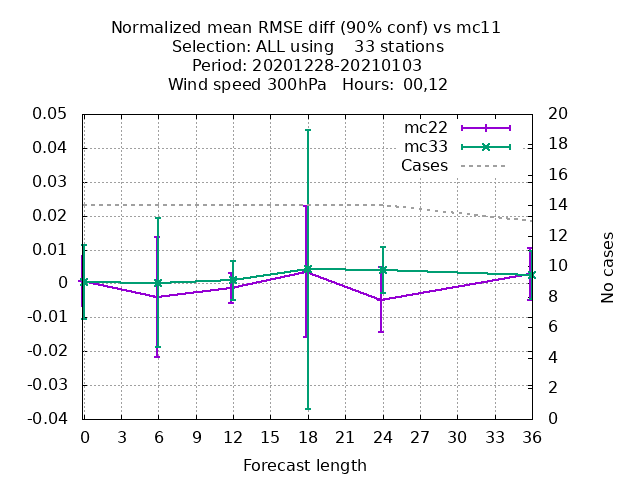 Normalized mean RMSE diff (90% conf) vs mc11
Selection: ALL using    33 stations
Period: 20201228-20210103
Wind speed 300hPa   Hours: 00,12
0.05
0.04
0.03
0.02
0.01
0
-0.01
-0.02
-0.03
-0.04
mc22
mc33
Cases
20
18
16
14
12
10
8
6
4
2
0
No cases
0 3 6 9 12 15 18 21 24 27 30 33 36
Forecast length